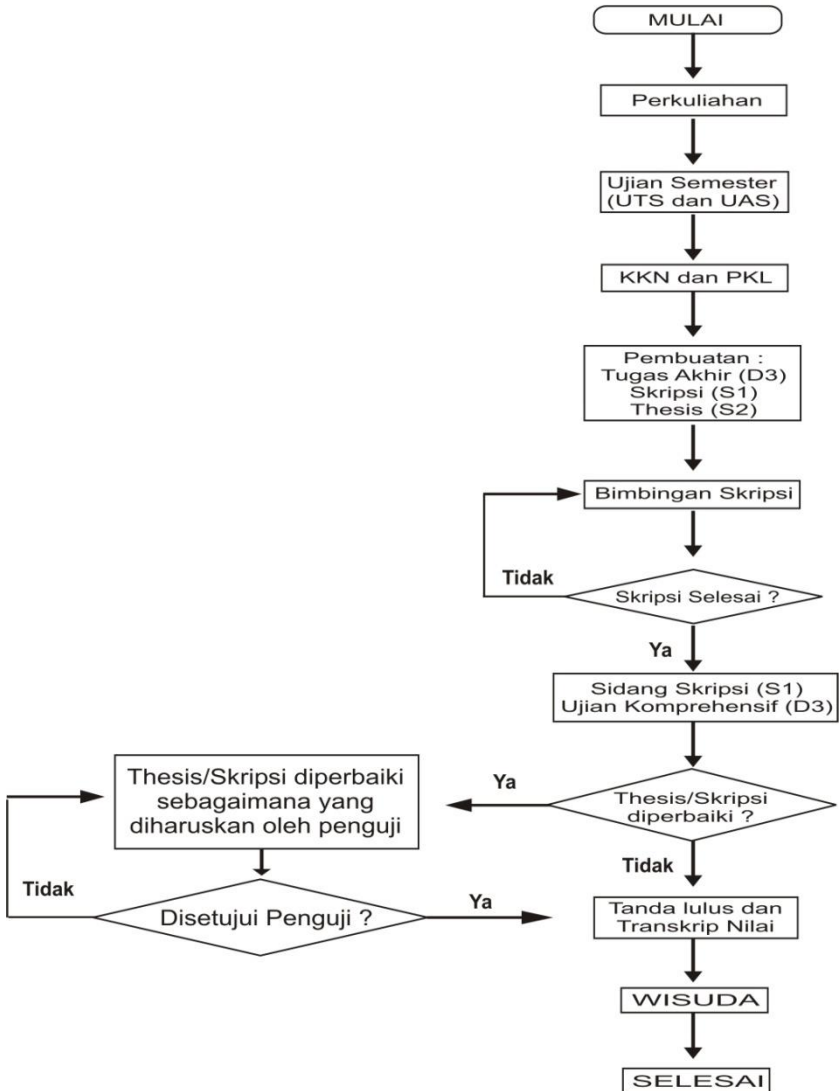 MULAI
Perkuliahan
Ujian Semester
(UTS dan UAS)
KKN dan PKL
Pembuatan :
Tugas Akhir (D3)
Skripsi (S1)
Thesis (S2)
Bimbingan Skripsi
Tidak
Skripsi Selesai ?
Ya
Sidang Skripsi (S1)
Ujian Komprehensif (D3)
Thesis/Skripsi
diperbaiki ?
Ya
Thesis/Skripsi diperbaiki
sebagaimana yang
diharuskan oleh penguji
Tidak
Disetujui Penguji ?
Ya
Tidak
Tanda lulus dan
Transkrip Nilai
WISUDA
SELESAI